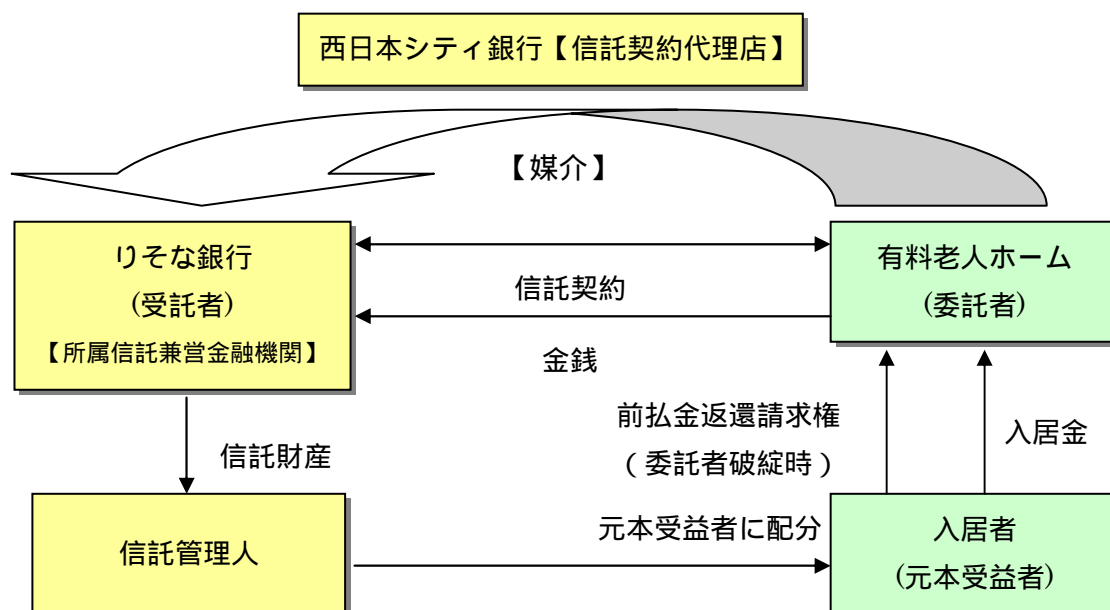 西日本シティ銀行【信託契約代理店】
【媒介】
りそな銀行
(受託者)
【所属信託兼営金融機関】
有料老人ホーム
(委託者)
信託契約
金銭
前払金返還請求権
(委託者破綻時)
入居金
信託財産
信託管理人
元本受益者に配分
入居者
(元本受益者)